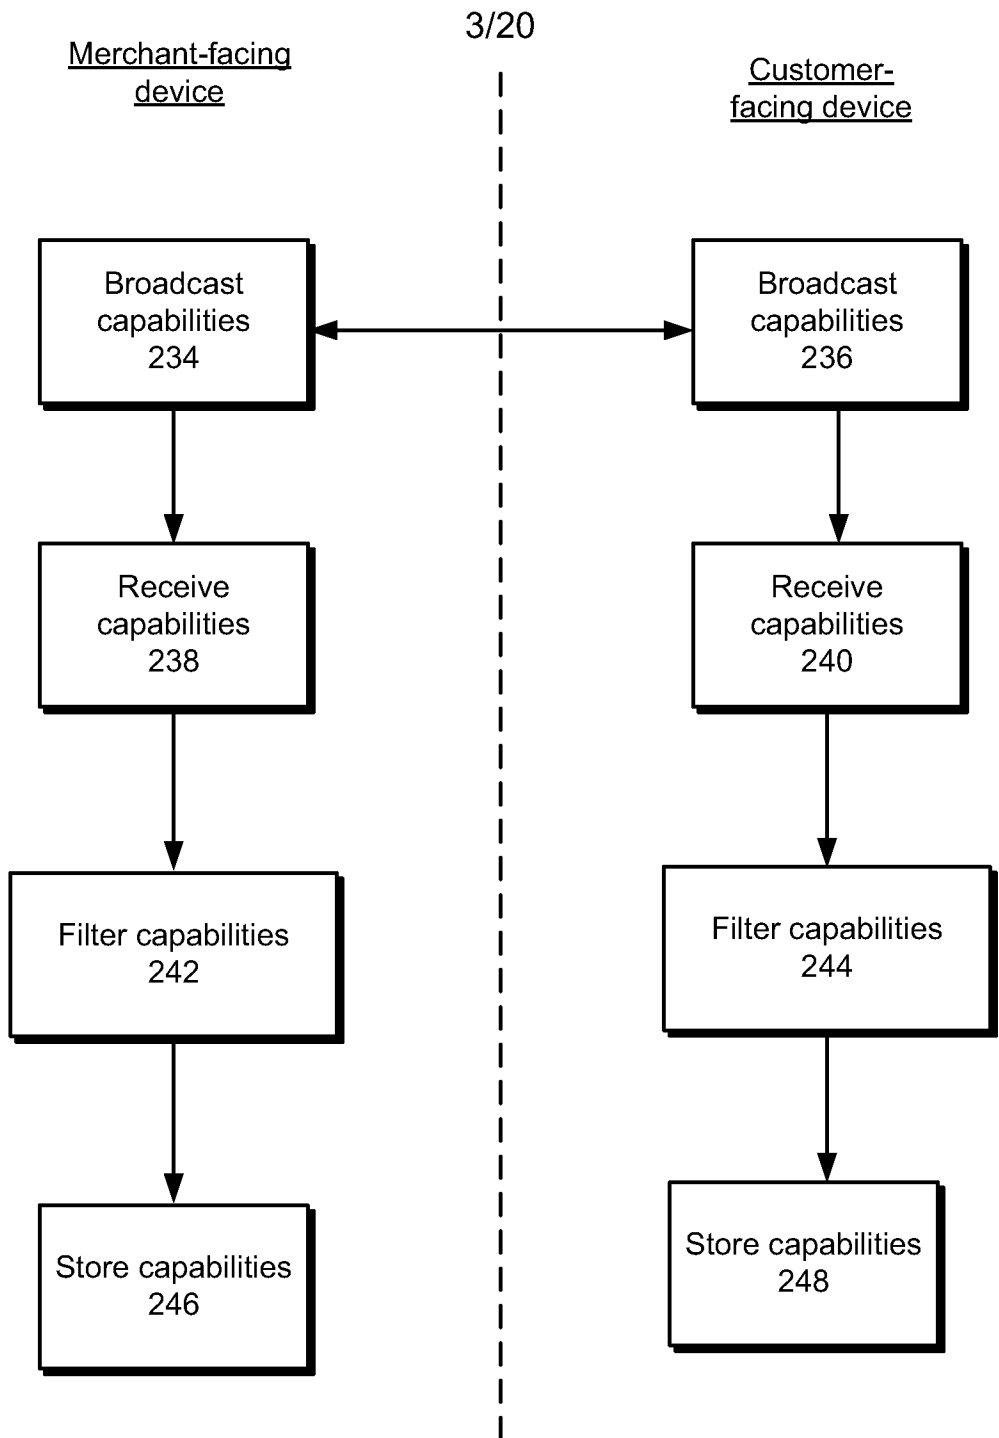 3/20
Merchant-facing
device
Customer-
facing device
Broadcast
capabilities
234
Broadcast
capabilities
236
Receive
capabilities
238
Receive
capabilities
240
Filter capabilities
242
Filter capabilities
244
Store capabilities
246
Store capabilities
248